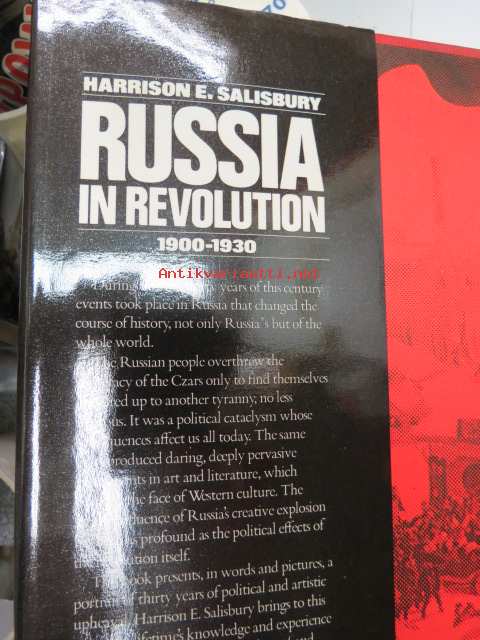 HARRISON E. SALISBURY
RUSSIA
IN REVOLUTION
1900-1930
Antikvariaatti.net
During years of this century
events took place in Russia that changed the
course of history, not only Russia's but of the
whole world.
Russian people overthrew the
of the Czars only to find themselves
up to another tyranny, no less
It was a political cataclysm whose
affect us all today. The same
produced daring, deeply pervasive
in art and literature, which
face of Western culture. The
of Russia's creative explosion
profound as the political effects of
itself.
book presents, in words and pictures, a
portrait of thirty years of political and artistic
upheaval. Harrison E. Salisbury brings to this
lifetime's knowledge and experience